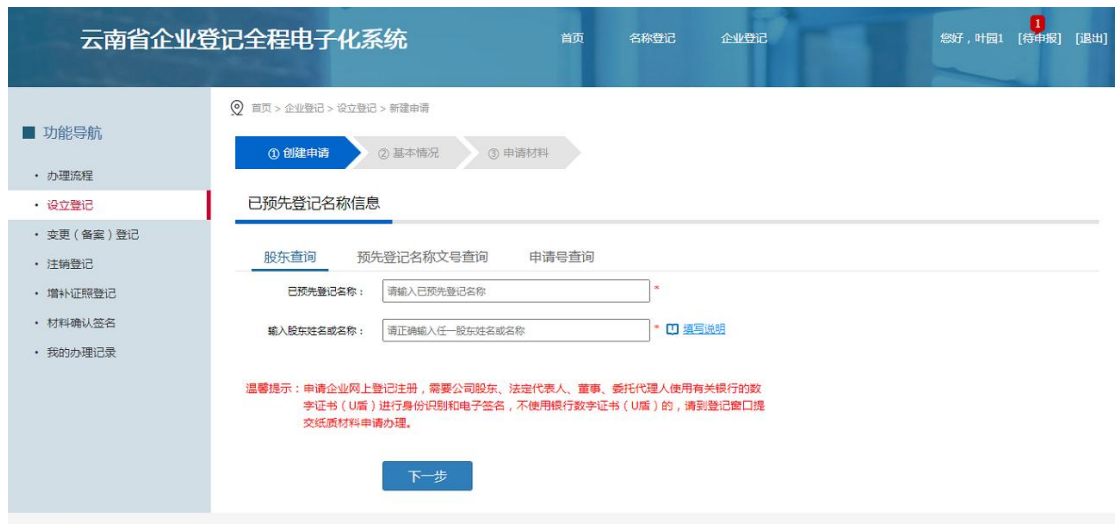 云南省企业登记全程电子化系统
首页 名称登记 企业登记
您好，叶园1 [待申报] [退出]
1
首页 > 企业登记 > 设立登记 > 新建申请
功能导航
办理流程
设立登记
变更（备案）登记
注销登记
增补证照登记
材料确认签名
我的办理记录
① 创建申请 ② 基本情况 ③ 申请材料
已预先登记名称信息
股东查询 预先登记名称文号查询 申请号查询
已预先登记名称： 请输入已预先登记名称 *
输入股东姓名或名称： 请正确输入任一股东姓名或名称 * 填写说明
温馨提示：申请企业网上登记注册，需要公司股东、法定代表人、董事、委托代理人使用有关银行的数
字证书（U盾）进行身份识别和电子签名，不使用银行数字证书（U盾）的，请到登记窗口提
交纸质材料申请办理。
下一步